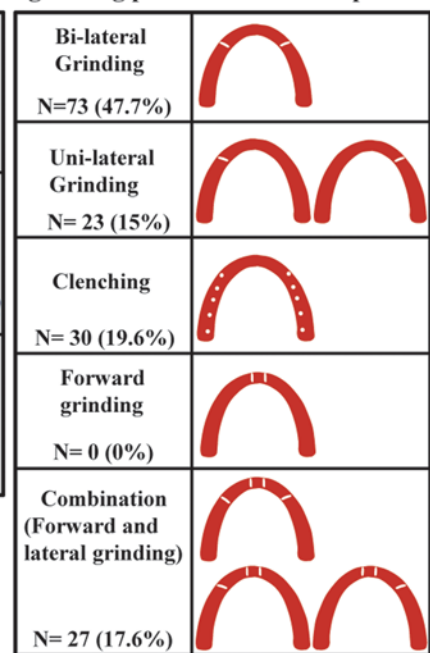 Bi-lateral
Grinding
N=73 (47.7%)
Uni-lateral
Grinding
N= 23 (15%)
Clenching
N= 30 (19.6%)
Forward
grinding
N= 0 (0%)
Combination
(Forward and
lateral grinding)
N= 27 (17.6%)